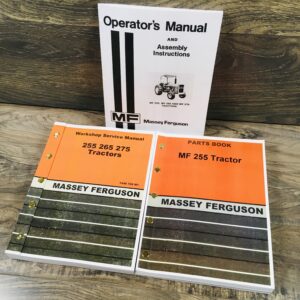 Operator's Manual
AND
Assembly
Instructions
MF
Massey Ferguson
Workshop Service Manual
255 265 275
Tractors
MASSEY FERGUSON
PARTS BOOK
MF 255 Tractor
MASSEY FERGUSON